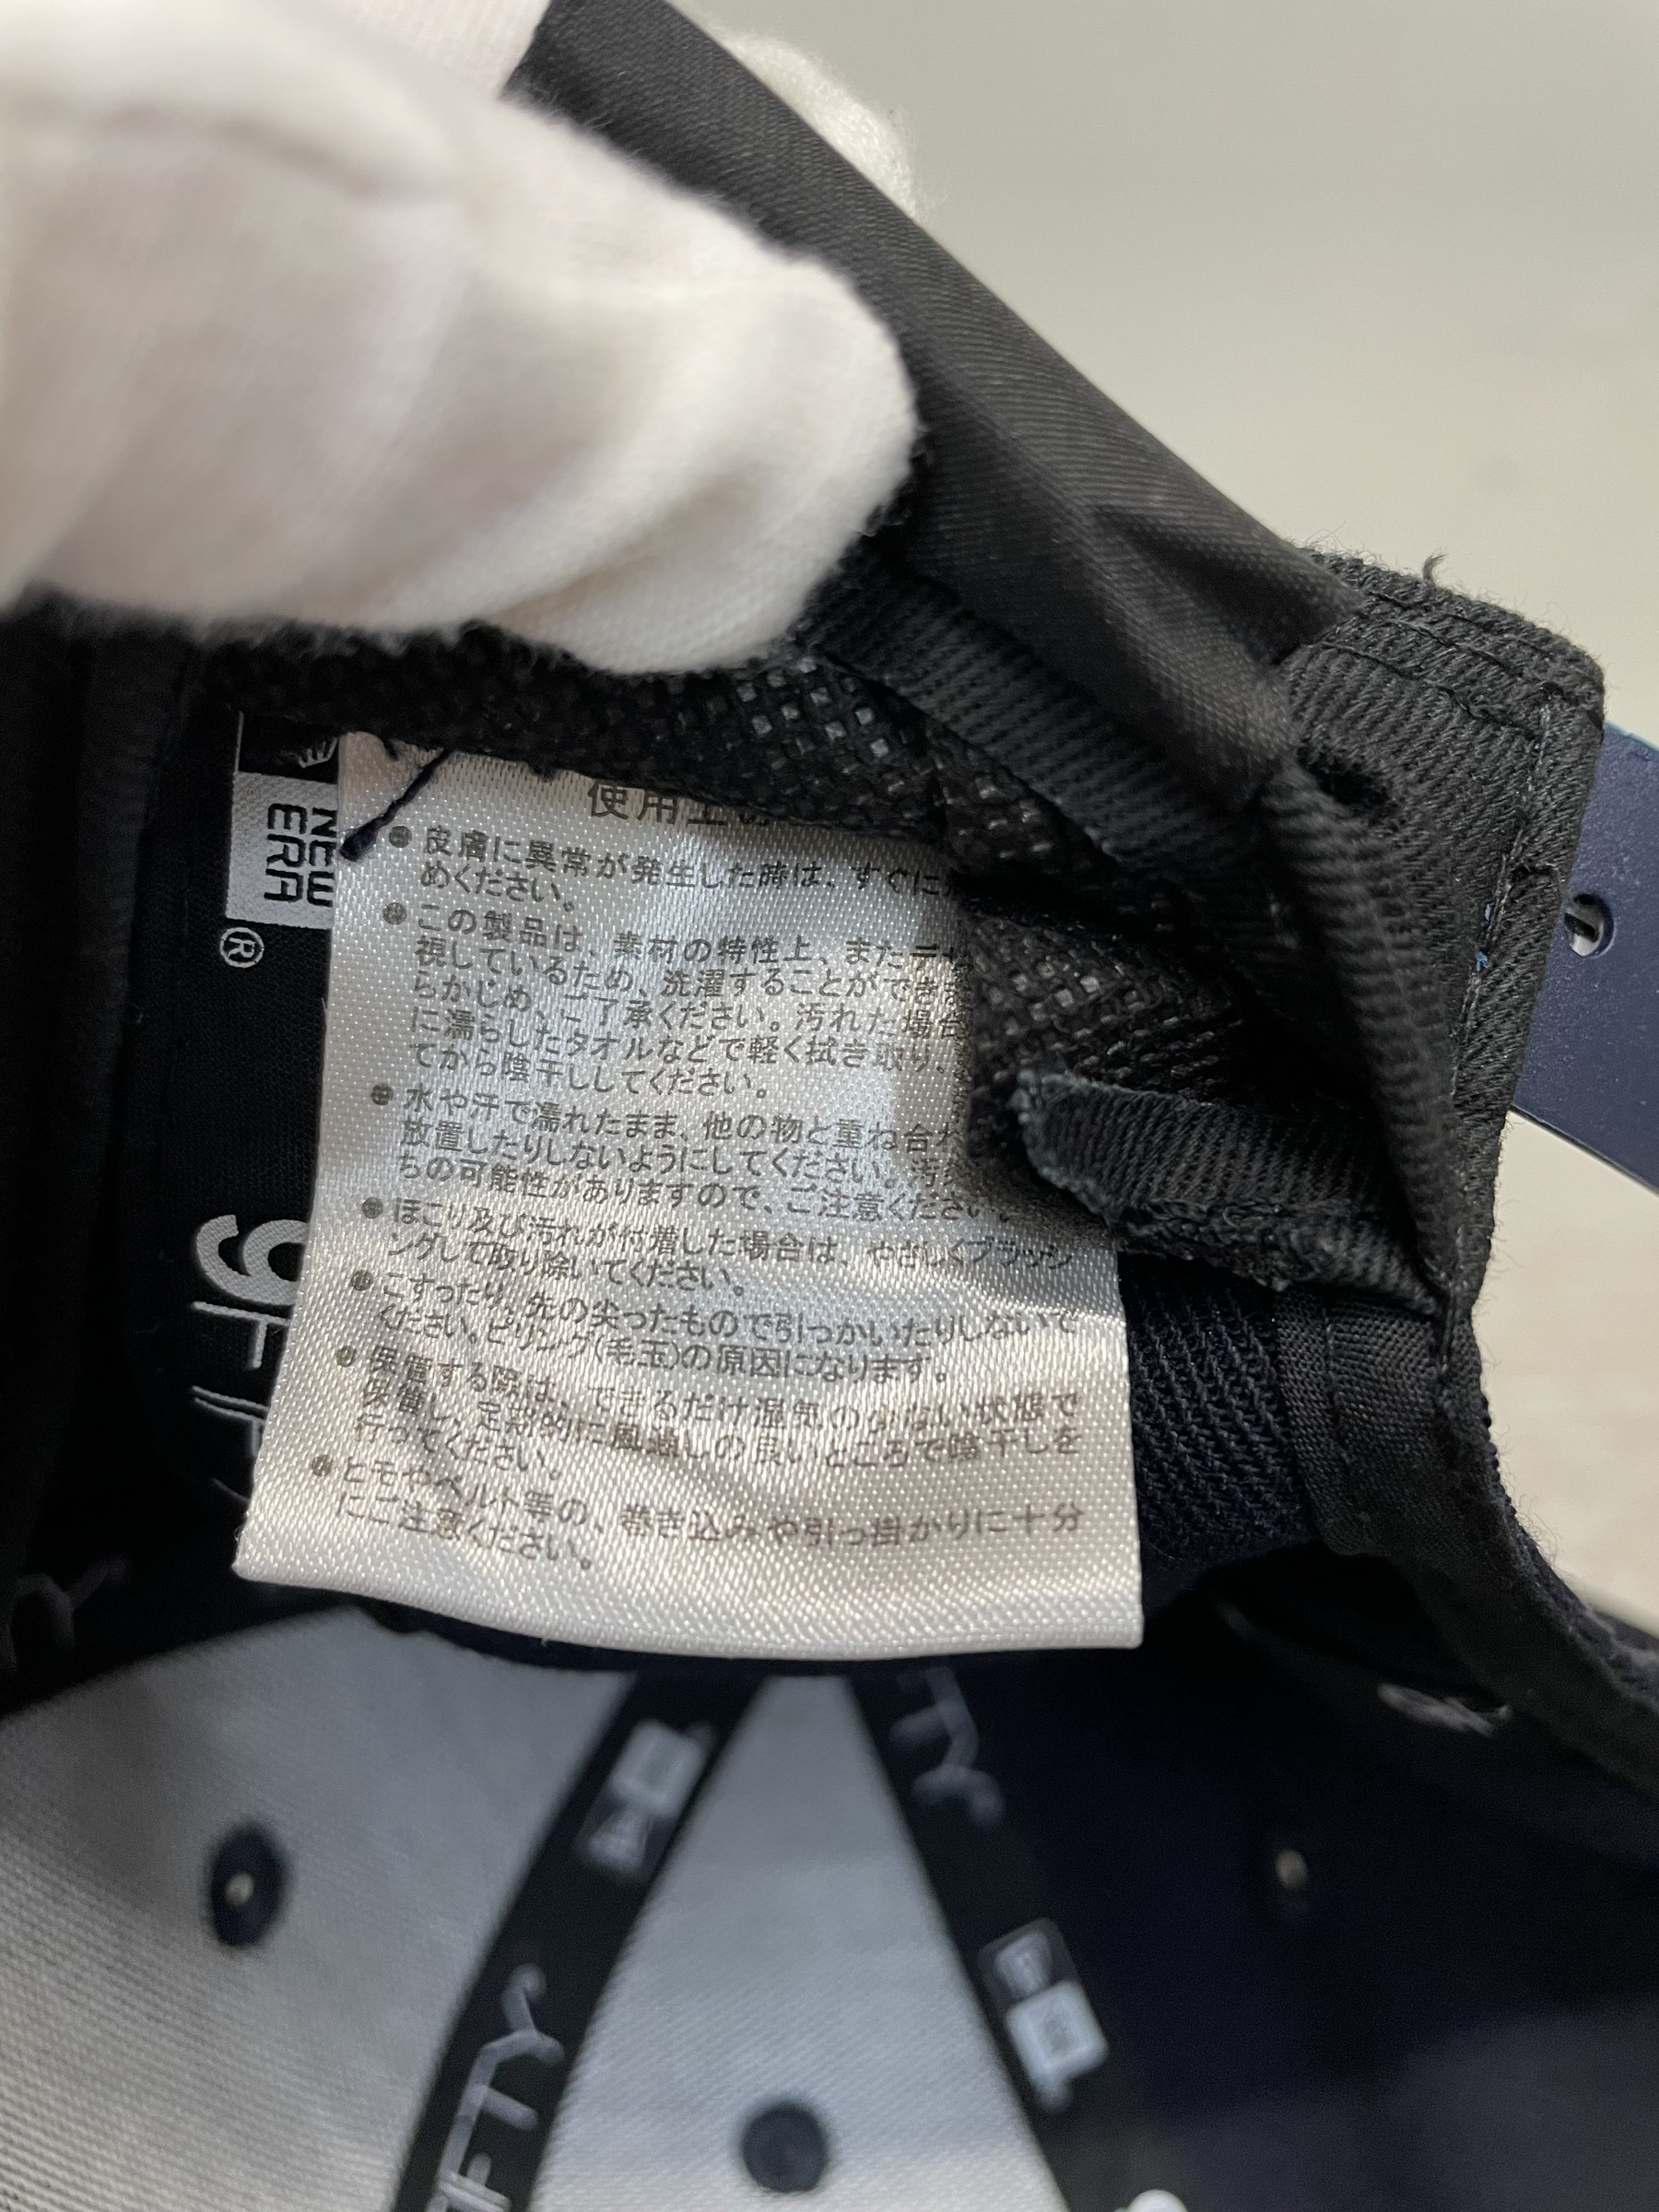 使用上
● 皮膚に異常が発生した時は、すぐに
めください。
● この製品は、素材の特性上、またデ
視しているため、洗濯することができ
らかじめ、ご了承ください。汚れた場合
に濡らしたタオルなどで軽く拭き取り、
てから陰干ししてください。
● 水や汗で濡れたまま、他の物と重ね合
放置したりしないようにしてください。汚
ちの可能性がありますので、ご注意ください。
● ほこり及び汚れが付着した場合は、やさしくブラッシ
ングして取り除いてください。
● こすったり、先の尖ったもので引っかいたりしないで
ください。ピリング(毛玉)の原因になります。
● 保管する際は、できるだけ湿気の少ない状態で
保管し、定期的に風通しの良いところで陰干しを
行ってください。
● ヒモやベルト等の、巻き込みや引っ掛かりに十分
にご注意ください。
NEW
ERA
®
9F
FTY